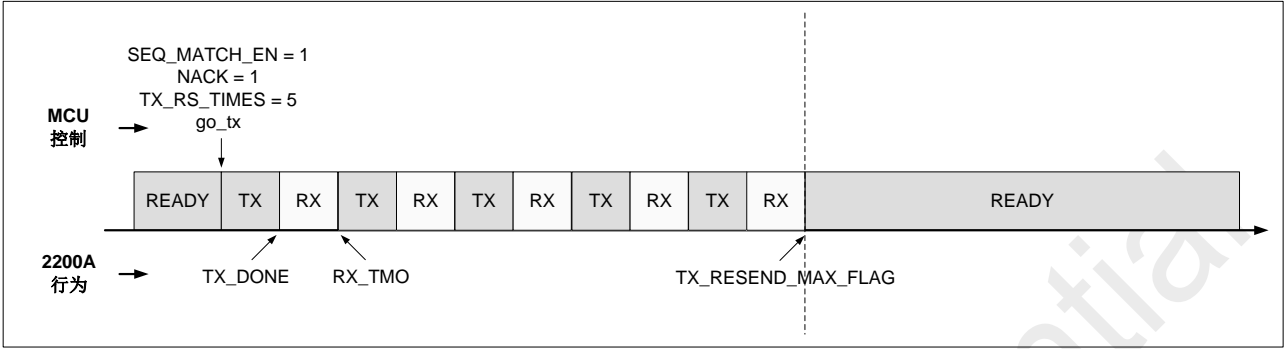 SEQ_MATCH_EN = 1
NACK = 1
TX_RS_TIMES = 5
go_tx
MCU
控制
READY TX RX TX RX TX RX TX RX TX RX READY
2200A
行为
TX_DONE RX_TMO TX_RESEND_MAX_FLAG